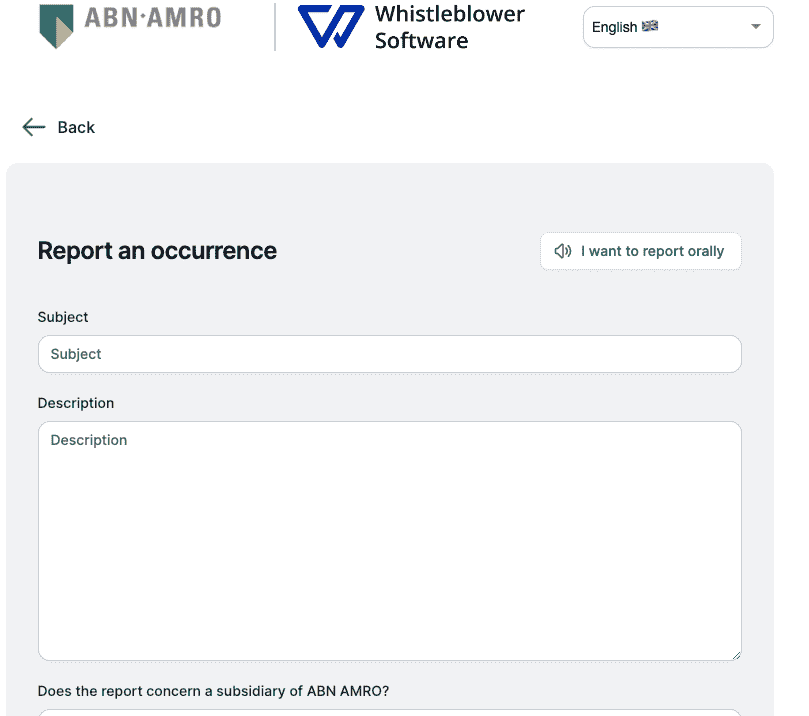 ABN·AMRO
Whistleblower
Software
English
Back
Report an occurrence
I want to report orally
Subject
Subject
Description
Description
Does the report concern a subsidiary of ABN AMRO?